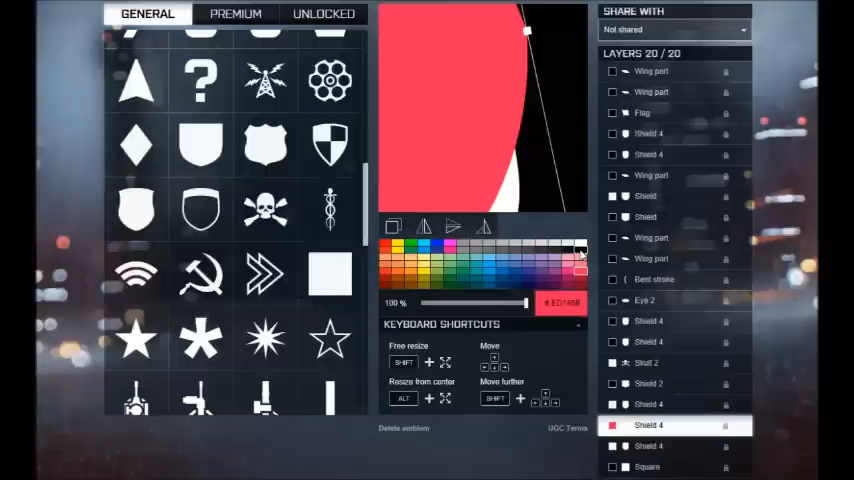 GENERAL
PREMIUM
UNLOCKED
100 %
# ED145B
KEYBOARD SHORTCUTS
Free resize
Move
SHIFT
+
Resize from center
Move further
ALT
+
SHIFT
+
Delete emblem
UGC Terms
SHARE WITH
Not shared
LAYERS 20 / 20
Wing part
Wing part
Flag
Shield 4
Shield 4
Wing part
Shield
Shield
Wing part
Wing part
Bent stroke
Eye 2
Shield 4
Shield 4
Skull 2
Shield 2
Shield 4
Shield 4
Shield 4
Square